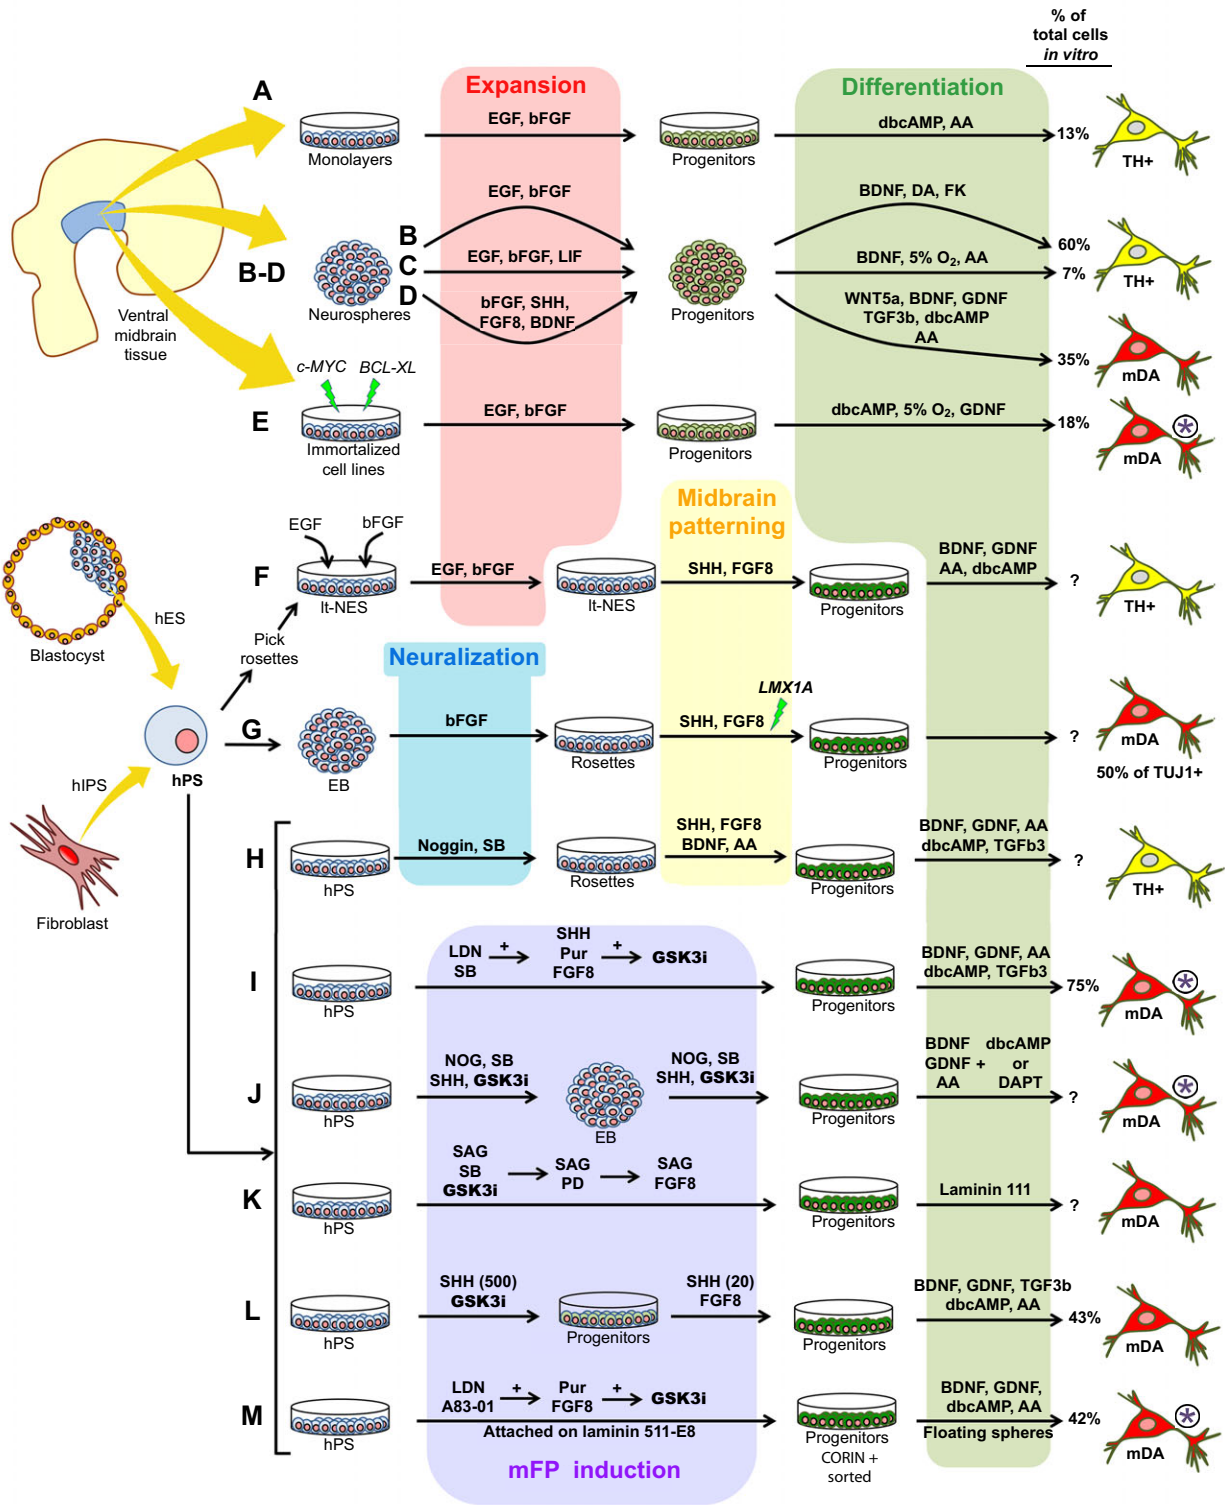 % of
total cells
in vitro
Expansion
Differentiation
A
EGF, bFGF
dbcAMP, AA
13%
Monolayers
Progenitors
TH+
B-D
B
EGF, bFGF
BDNF, DA, FK
60%
C
EGF, bFGF, LIF
BDNF, 5% O₂, AA
7%
TH+
D
bFGF, SHH,
FGF8, BDNF
WNT5a, BDNF, GDNF
TGF3b, dbcAMP
AA
35%
mDA
Neurospheres
Progenitors
Ventral
midbrain
tissue
c-MYC
BCL-XL
E
EGF, bFGF
dbcAMP, 5% O₂, GDNF
18%
*
mDA
Immortalized
cell lines
Progenitors
Midbrain
patterning
EGF
bFGF
F
EGF, bFGF
SHH, FGF8
BDNF, GDNF
AA, dbcAMP
?
TH+
lt-NES
lt-NES
Progenitors
hES
Blastocyst
Pick
rosettes
Neuralization
LMX1A
G
bFGF
SHH, FGF8
?
mDA
50% of TUJ1+
EB
Rosettes
Progenitors
hPS
hIPS
Fibroblast
H
Noggin, SB
SHH, FGF8
BDNF, AA
BDNF, GDNF, AA
dbcAMP, TGFb3
?
TH+
hPS
Rosettes
Progenitors
I
LDN
SB
+
SHH
Pur
FGF8
+
GSK3i
BDNF, GDNF, AA
dbcAMP, TGFb3
75%
*
mDA
hPS
Progenitors
J
NOG, SB
SHH, GSK3i
NOG, SB
SHH, GSK3i
BDNF
GDNF +
AA
dbcAMP
or
DAPT
?
*
mDA
hPS
EB
Progenitors
K
SAG
SB
GSK3i
SAG
PD
SAG
FGF8
Laminin 111
?
mDA
hPS
Progenitors
L
SHH (500)
GSK3i
SHH (20)
FGF8
BDNF, GDNF, TGF3b
dbcAMP, AA
43%
mDA
hPS
Progenitors
Progenitors
M
LDN
A83-01
+
Pur
FGF8
+
GSK3i
Attached on laminin 511-E8
BDNF, GDNF,
dbcAMP, AA
Floating spheres
42%
*
mDA
hPS
Progenitors
CORIN +
sorted
mFP induction